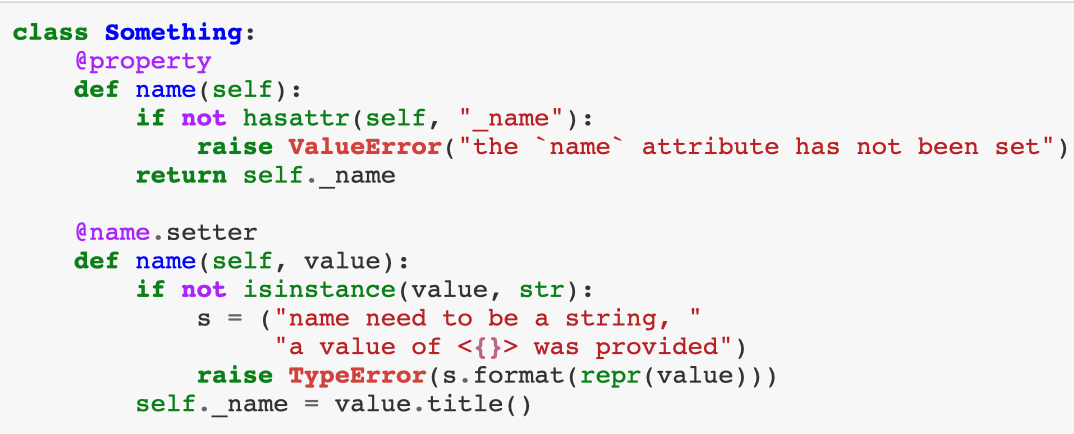 class Something:
    @property
    def name(self):
        if not hasattr(self, "_name"):
            raise ValueError("the `name` attribute has not been set")
        return self._name

    @name.setter
    def name(self, value):
        if not isinstance(value, str):
            s = ("name need to be a string, "
                 "a value of <{}> was provided")
            raise TypeError(s.format(repr(value)))
        self._name = value.title()